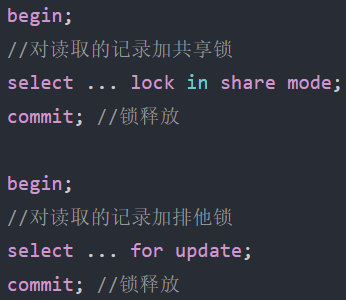 begin;
//对读取的记录加共享锁
select ... lock in share mode;
commit; //锁释放
begin;
//对读取的记录加排他锁
select ... for update;
commit; //锁释放